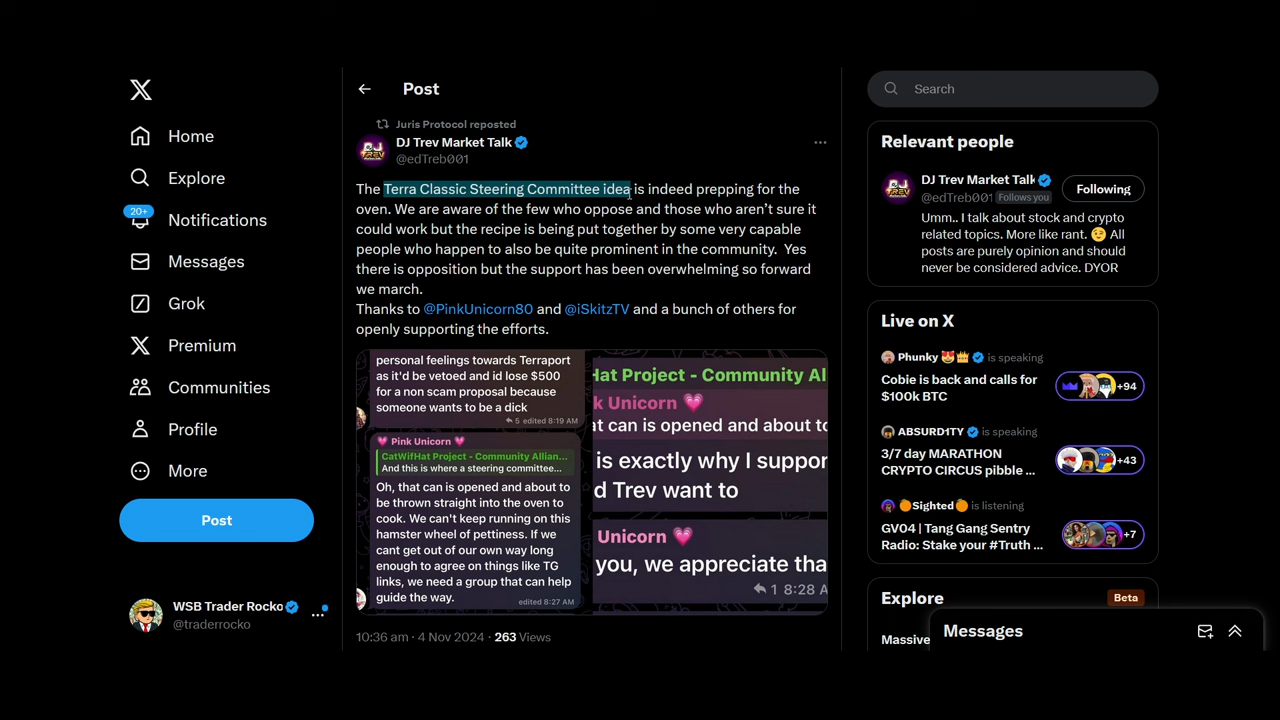 Home
Explore
20+
Notifications
Messages
Grok
Premium
Communities
Profile
More
Post
WSB Trader Rocko
@traderrocko
Post
Juris Protocol reposted
DJ Trev Market Talk
@edTreb001
The Terra Classic Steering Committee idea is indeed prepping for the
oven. We are aware of the few who oppose and those who aren’t sure it
could work but the recipe is being put together by some very capable
people who happen to also be quite prominent in the community.  Yes
there is opposition but the support has been overwhelming so forward
we march.
Thanks to @PinkUnicorn80 and @iSkitzTV and a bunch of others for
openly supporting the efforts.
personal feelings towards Terraport
as it'd be vetoed and id lose $500
for a non scam proposal because
someone wants to be a dick
5 edited 8:19 AM
Pink Unicorn
CatWifHat Project - Community Allian...
And this is where a steering committee...
Oh, that can is opened and about to
be thrown straight into the oven to
cook. We can't keep running on this
hamster wheel of pettiness. If we
cant get out of our own way long
enough to agree on things like TG
links, we need a group that can help
guide the way.
edited 8:27 AM
Hat Project - Community Al
k Unicorn
t can is opened and about to
is exactly why I suppor
d Trev want to
Unicorn
you, we appreciate tha
1 8:28 A
10:36 am · 4 Nov 2024 · 263 Views
Search
Relevant people
DJ Trev Market Talk
@edTreb001 Follows you
Following
Umm.. I talk about stock and crypto
related topics. More like rant. 😉 All
posts are purely opinion and should
never be considered advice. DYOR
Live on X
Phunky is speaking
Cobie is back and calls for
$100k BTC
+94
ABSURD1TY is speaking
3/7 day MARATHON
CRYPTO CIRCUS pibble ...
+43
Sighted is listening
GV04 | Tang Gang Sentry
Radio: Stake your #Truth ...
+7
Explore
Beta
Massive
Messages